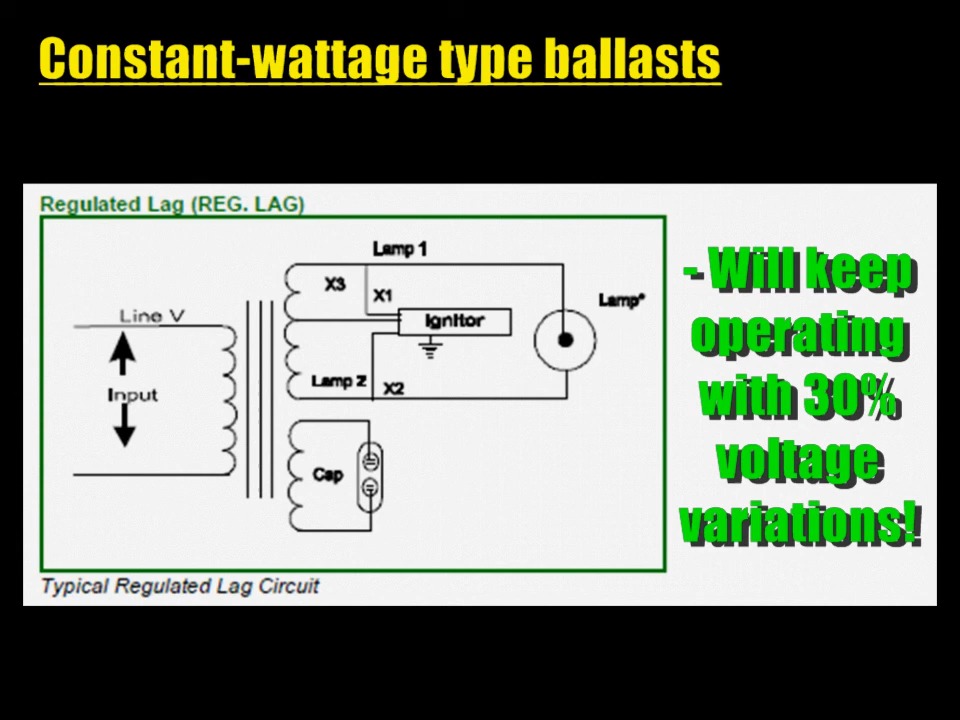 Constant-wattage type ballasts
Regulated Lag (REG. LAG)
Lamp 1
X3
X1
Ignitor
Lamp*
Line V
Input
Lamp 2
X2
Cap
Typical Regulated Lag Circuit
- Will keep
operating
with 30%
voltage
variations!